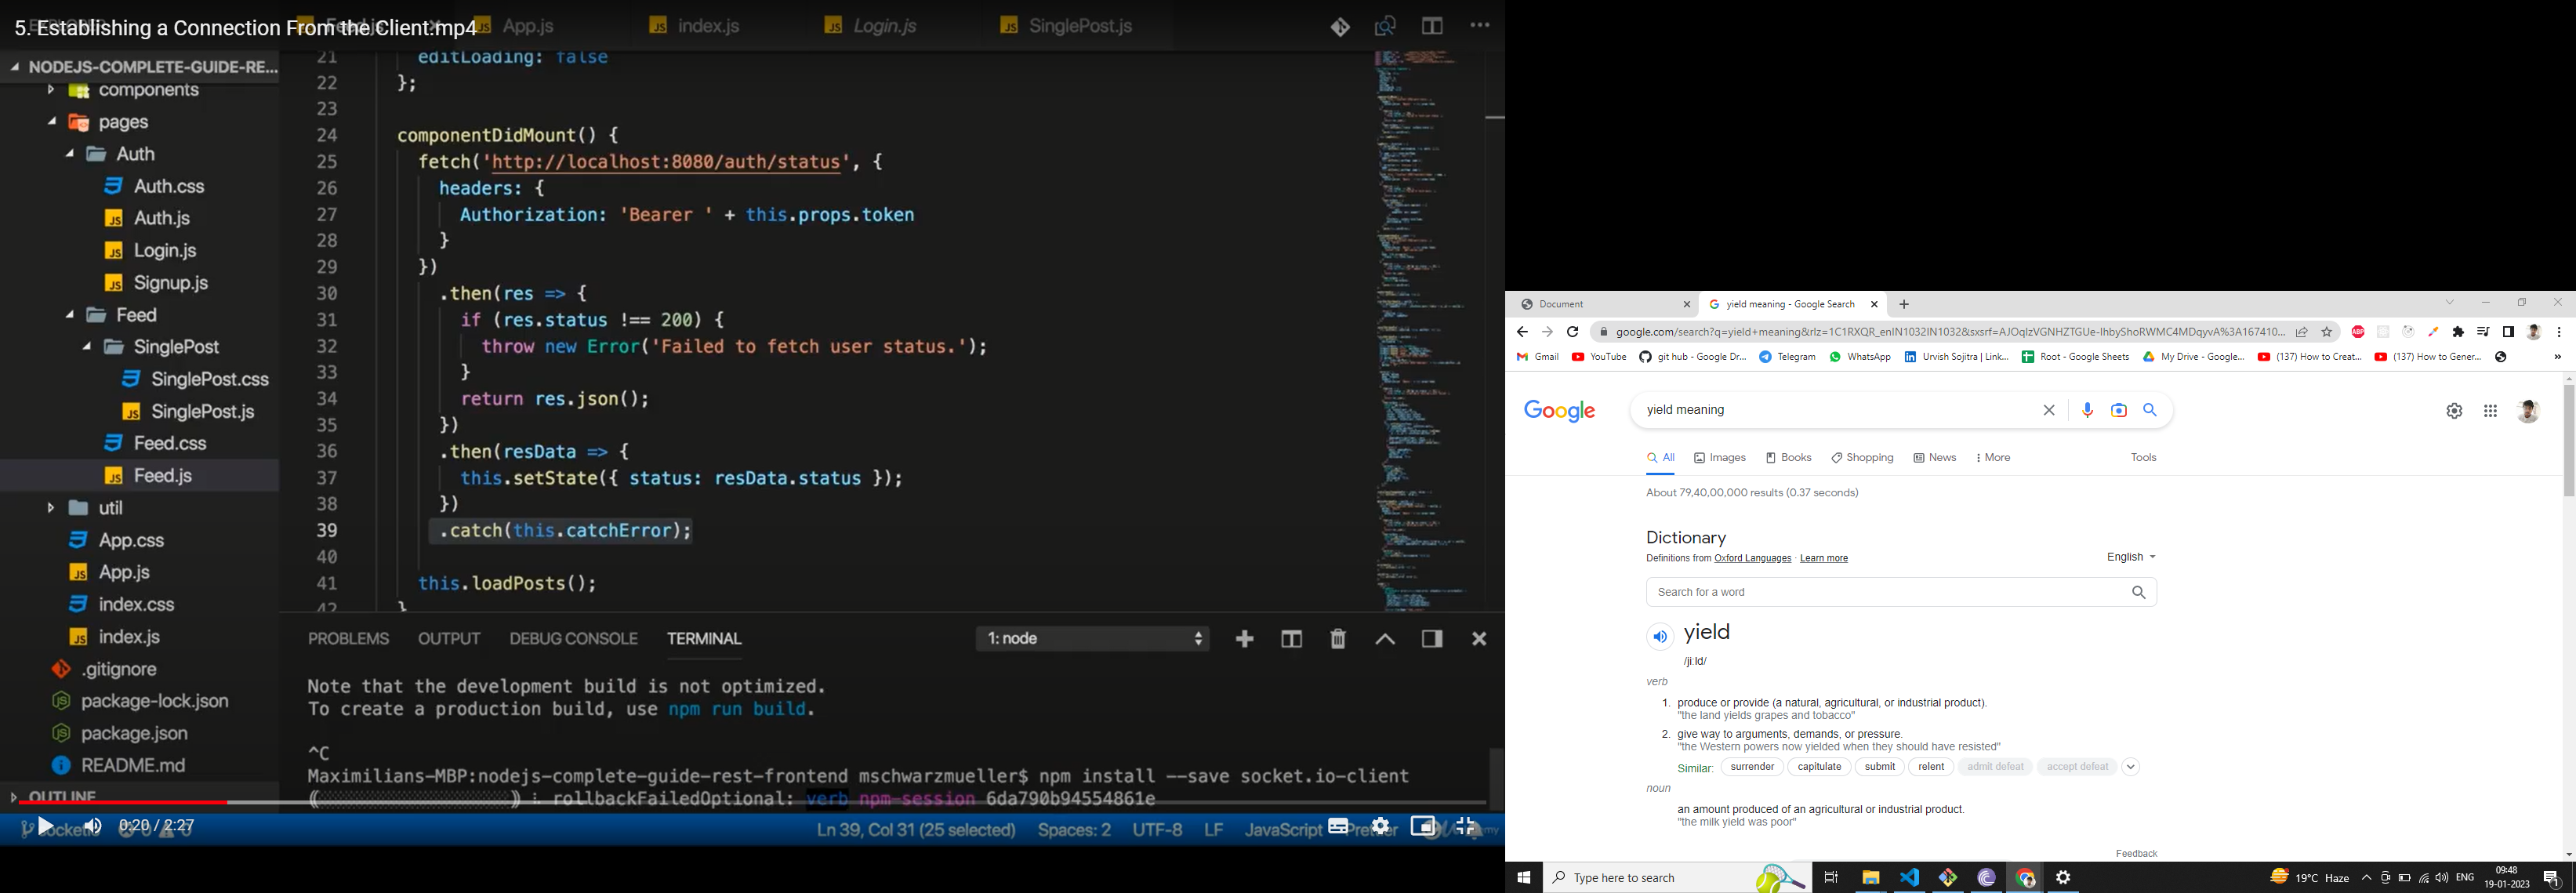 5. Establishing a Connection From the Client.mp4
App.js
index.js
Login.js
SinglePost.js
NODEJS-COMPLETE-GUIDE-RE...
components
pages
Auth
Auth.css
Auth.js
Login.js
Signup.js
Feed
SinglePost
SinglePost.css
SinglePost.js
Feed.css
Feed.js
util
App.css
App.js
index.css
index.js
.gitignore
package-lock.json
package.json
README.md
OUTLINE
21 editLoading: false
22 };
23
24 componentDidMount() {
25 fetch('http://localhost:8080/auth/status', {
26 headers: {
27 Authorization: 'Bearer ' + this.props.token
28 }
29 })
30 .then(res => {
31 if (res.status !== 200) {
32 throw new Error('Failed to fetch user status.');
33 }
34 return res.json();
35 })
36 .then(resData => {
37 this.setState({ status: resData.status });
38 })
39 .catch(this.catchError);
40
41 this.loadPosts();
42 }
PROBLEMS OUTPUT DEBUG CONSOLE TERMINAL 1: node
Note that the development build is not optimized.
To create a production build, use npm run build.
^C
Maximilians-MBP:nodejs-complete-guide-rest-frontend mschwarzmueller$ npm install --save socket.io-client
rollbackFailedOptional: verb npm-session 6da790b94554861e
0:20 / 2:27
Ln 39, Col 31 (25 selected) Spaces: 2 UTF-8 LF JavaScript
Document
yield meaning - Google Search
google.com/search?q=yield+meaning&rlz=1C1RXQR_enIN1032IN1032&sxsrf=AJOqlzVGNHZTGUe-IhbyShoRWMC4MDqyvA%3A167410...
ABP
Gmail YouTube git hub - Google Dr... Telegram WhatsApp Urvish Sojitra | Link... Root - Google Sheets My Drive - Google... (137) How to Creat... (137) How to Gener... »
Google
yield meaning
All Images Books Shopping News More Tools
About 79,40,00,000 results (0.37 seconds)
Dictionary
Definitions from Oxford Languages · Learn more
English
Search for a word
yield
/jiːld/
verb
1. produce or provide (a natural, agricultural, or industrial product).
"the land yields grapes and tobacco"
2. give way to arguments, demands, or pressure.
"the Western powers now yielded when they should have resisted"
Similar: surrender capitulate submit relent admit defeat accept defeat
noun
an amount produced of an agricultural or industrial product.
"the milk yield was poor"
Feedback
Type here to search
19°C Haze
ENG
09:48
19-01-2023